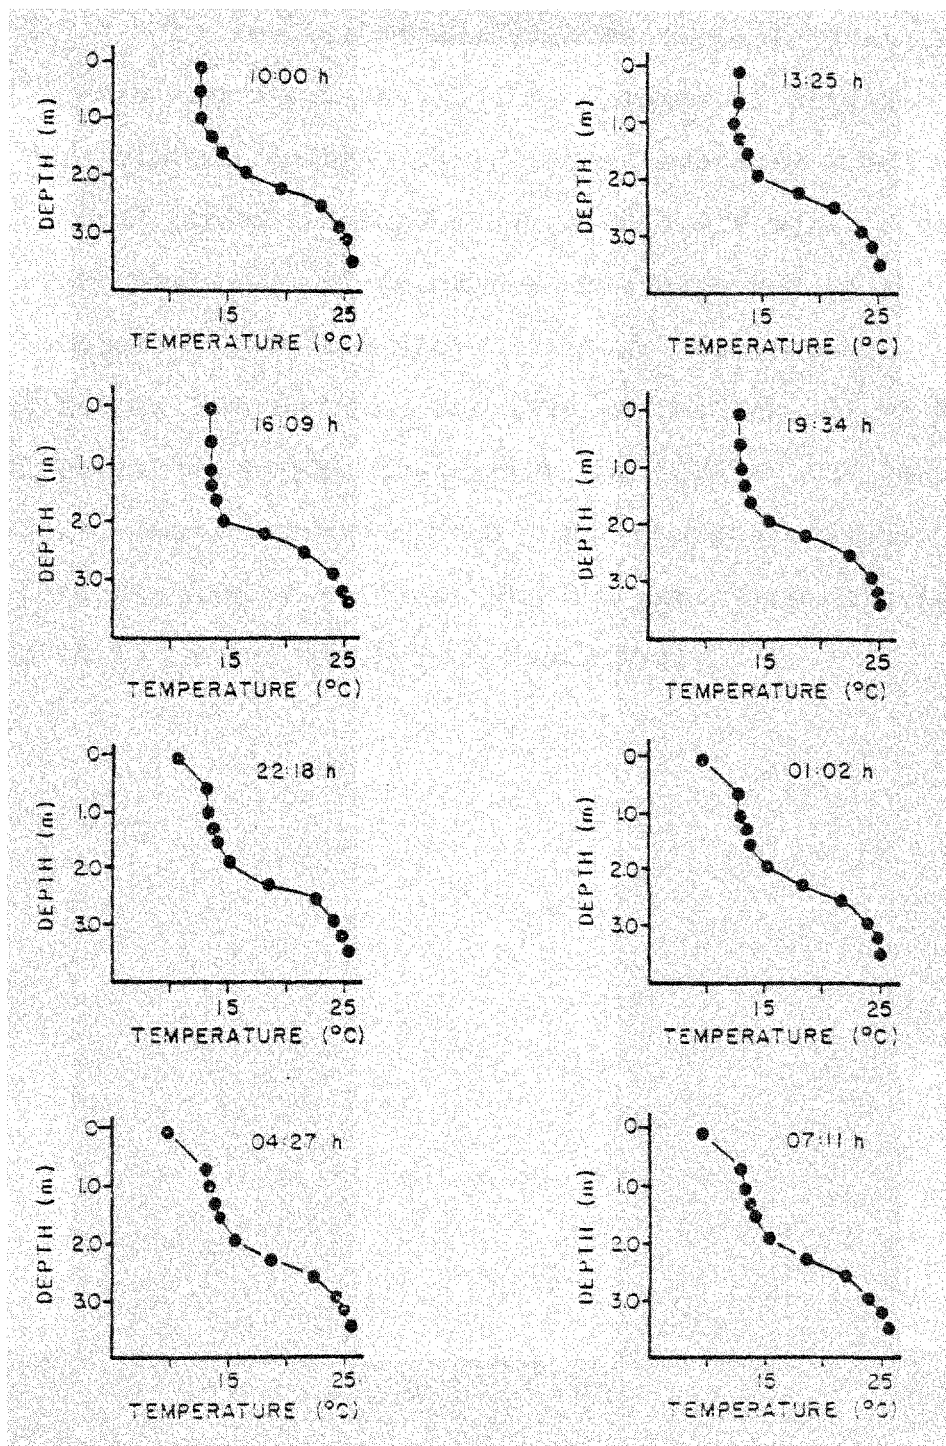 10:00 h
0
1.0
2.0
3.0
DEPTH (m)
15 25
TEMPERATURE (°C)
13:25 h
0
1.0
2.0
3.0
DEPTH (m)
15 25
TEMPERATURE (°C)
16:09 h
0
1.0
2.0
3.0
DEPTH (m)
15 25
TEMPERATURE (°C)
19:34 h
0
1.0
2.0
3.0
DEPTH (m)
15 25
TEMPERATURE (°C)
22:18 h
0
1.0
2.0
3.0
DEPTH (m)
15 25
TEMPERATURE (°C)
01:02 h
0
1.0
2.0
3.0
DEPTH (m)
15 25
TEMPERATURE (°C)
04:27 h
0
1.0
2.0
3.0
DEPTH (m)
15 25
TEMPERATURE (°C)
07:11 h
0
1.0
2.0
3.0
DEPTH (m)
15 25
TEMPERATURE (°C)